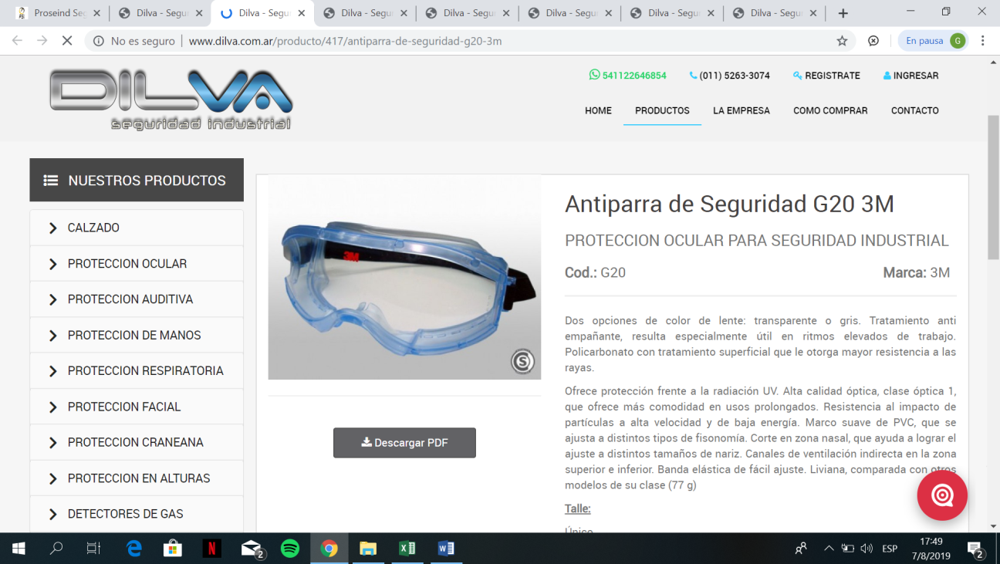 Proseind Seg
Dilva - Segu
Dilva - Segu
Dilva - Segu
Dilva - Segu
Dilva - Segu
Dilva - Segu
Dilva - Segu
No es seguro | www.dilva.com.ar/producto/417/antiparra-de-seguridad-g20-3m
En pausa G
DILVA
seguridad industrial
541122646854
(011) 5263-3074
REGISTRATE
INGRESAR
HOME
PRODUCTOS
LA EMPRESA
COMO COMPRAR
CONTACTO
NUESTROS PRODUCTOS
CALZADO
PROTECCION OCULAR
PROTECCION AUDITIVA
PROTECCION DE MANOS
PROTECCION RESPIRATORIA
PROTECCION FACIAL
PROTECCION CRANEANA
PROTECCION EN ALTURAS
DETECTORES DE GAS
3M
S
Descargar PDF
Antiparra de Seguridad G20 3M
PROTECCION OCULAR PARA SEGURIDAD INDUSTRIAL
Cod.: G20
Marca: 3M
Dos opciones de color de lente: transparente o gris. Tratamiento anti
empañante, resulta especialmente útil en ritmos elevados de trabajo.
Policarbonato con tratamiento superficial que le otorga mayor resistencia a las
rayas.
Ofrece protección frente a la radiación UV. Alta calidad óptica, clase óptica 1,
que ofrece más comodidad en usos prolongados. Resistencia al impacto de
partículas a alta velocidad y de baja energía. Marco suave de PVC, que se
ajusta a distintos tipos de fisonomía. Corte en zona nasal, que ayuda a lograr el
ajuste a distintos tamaños de nariz. Canales de ventilación indirecta en la zona
superior e inferior. Banda elástica de fácil ajuste. Liviana, comparada con otros
modelos de su clase (77 g)
Talle:
Único
2
ESP
17:49
7/8/2019
2